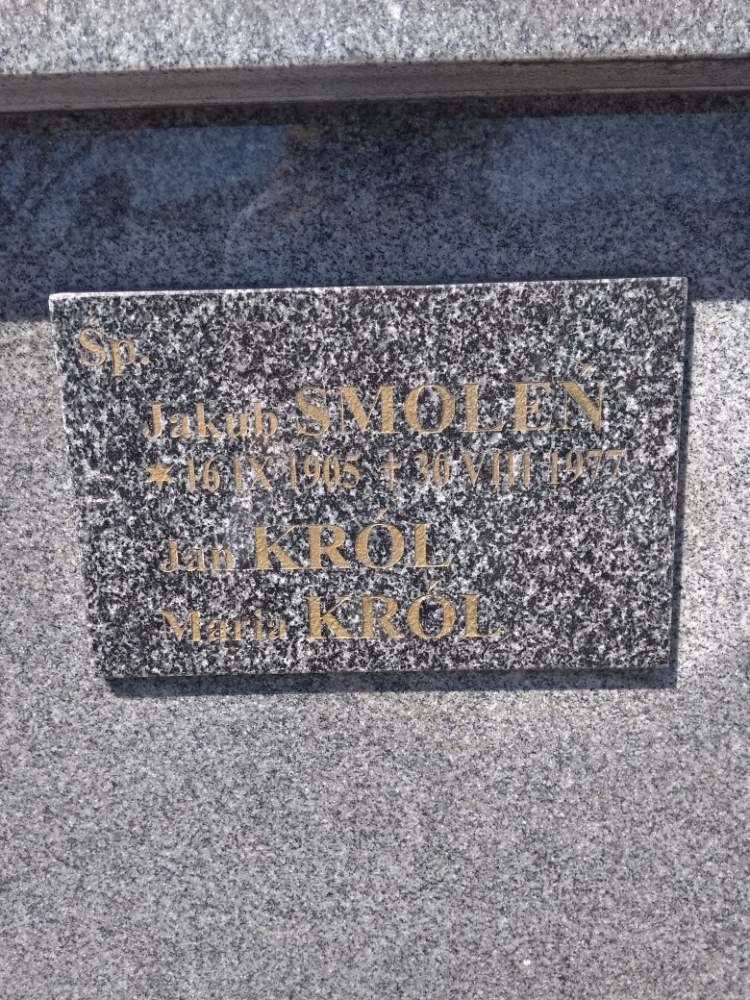 Śp.
Jakub SMOLEŃ
* 16 IX 1905 † 30 VIII 1977
Jan KRÓL
Maria KRÓL